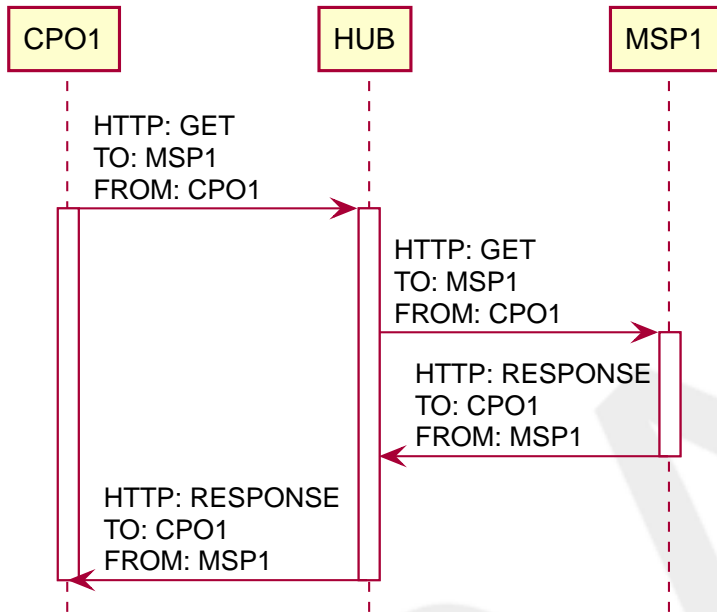 CPO1
HUB
MSP1
HTTP: GET
TO: MSP1
FROM: CPO1
HTTP: GET
TO: MSP1
FROM: CPO1
HTTP: RESPONSE
TO: CPO1
FROM: MSP1
HTTP: RESPONSE
TO: CPO1
FROM: MSP1